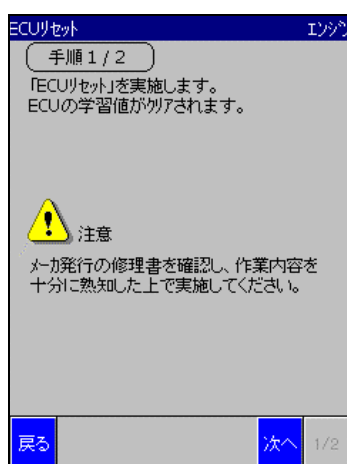 ECUﾘｾｯﾄ エンジン
手順1/2
｢ECUﾘｾｯﾄ｣を実施します。
ECUの学習値がｸﾘｱされます。
注意
ﾒｰｶ発行の修理書を確認し､作業内容を
十分に熟知した上で実施してください｡
戻る 次へ 1/2